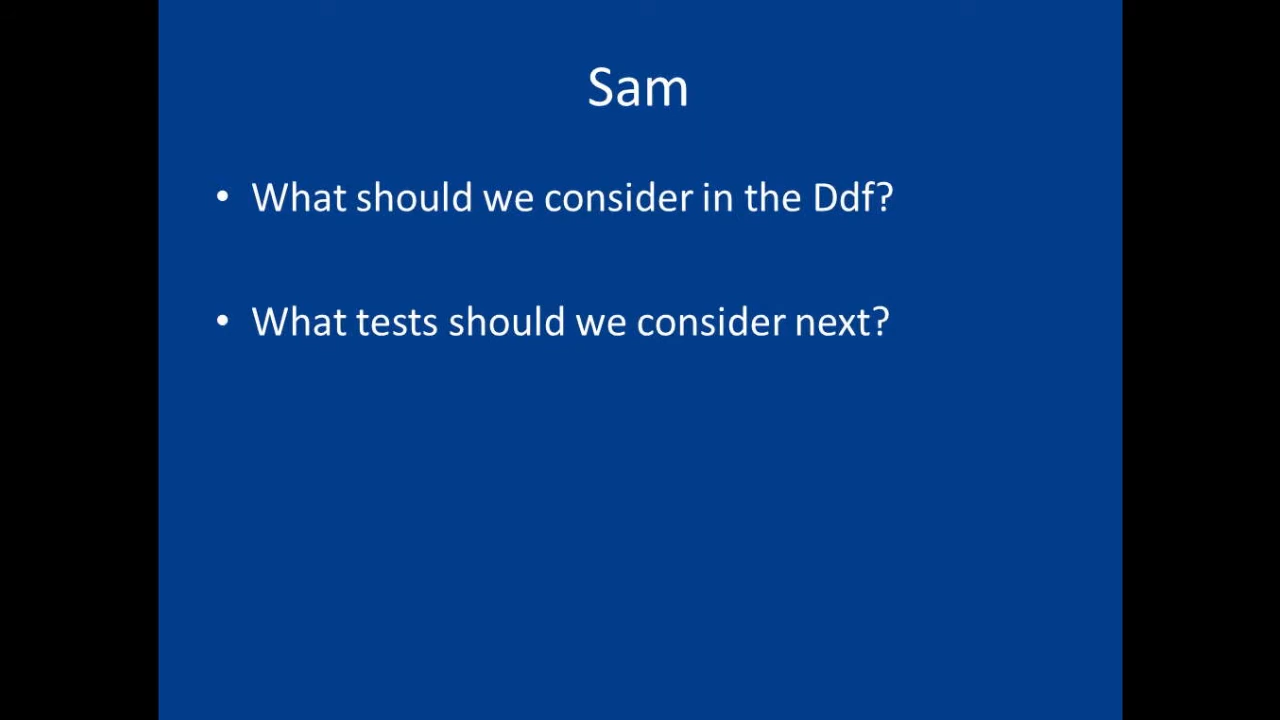 Sam
• What should we consider in the Ddf?
• What tests should we consider next?